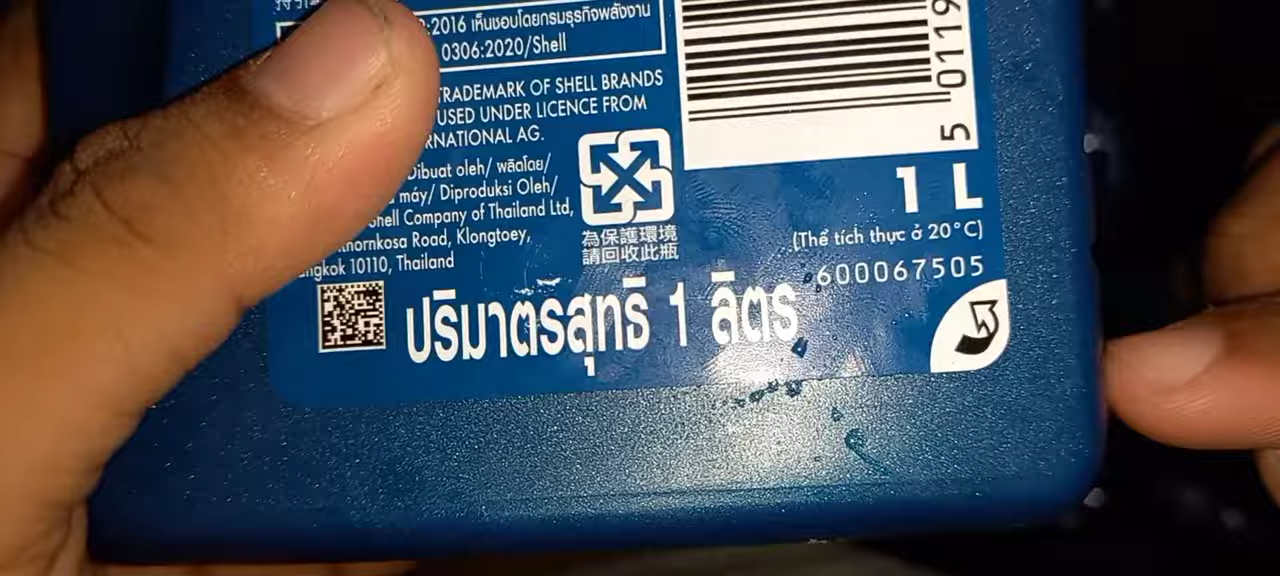 :2016 เห็นชอบโดยกรมธุรกิจพลังงาน
0306:2020/Shell
TRADEMARK OF SHELL BRANDS
USED UNDER LICENCE FROM
RNATIONAL AG.
Dibuat oleh/ ผลิตโดย/
máy/ Diproduksi Oleh/
Shell Company of Thailand Ltd,
Road, Klongtoey,
ngkok 10110, Thailand
為保護環境
請回收此瓶
5 0119
1 L
(Thể tích thực ở 20°C)
600067505
ปริมาตรสุทธิ 1 ลิตร